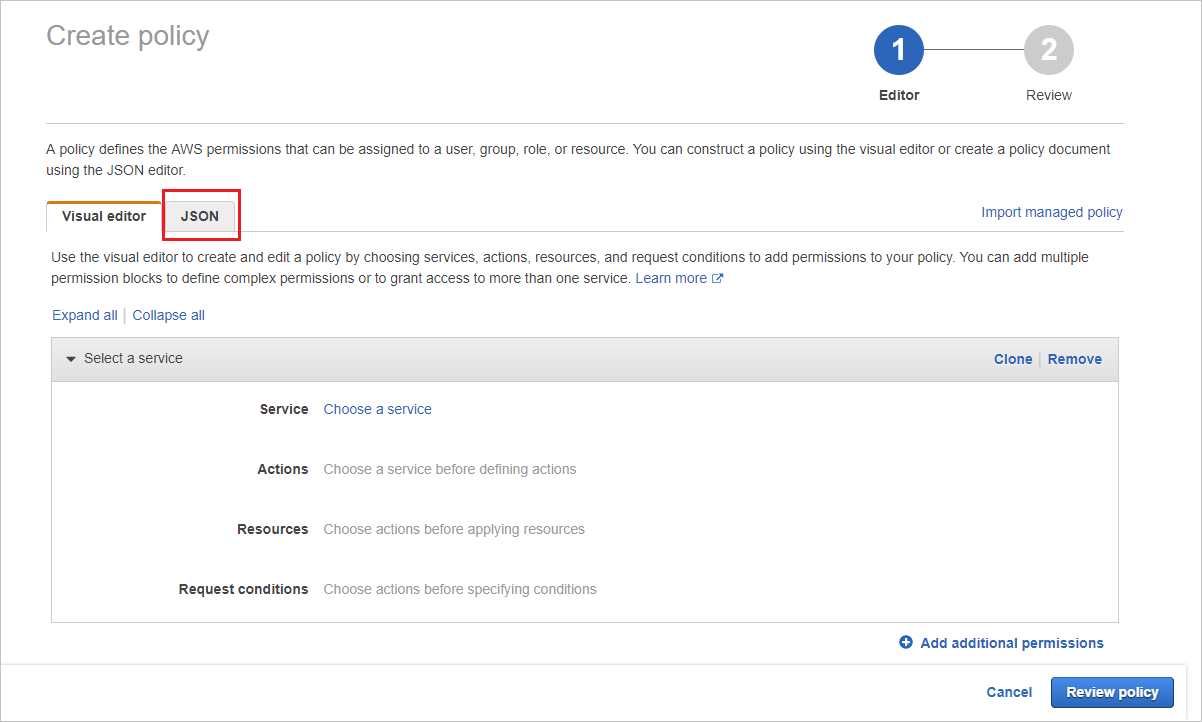 Create policy
1
2
Editor
Review
A policy defines the AWS permissions that can be assigned to a user, group, role, or resource. You can construct a policy using the visual editor or create a policy document
using the JSON editor.
Visual editor
JSON
Import managed policy
Use the visual editor to create and edit a policy by choosing services, actions, resources, and request conditions to add permissions to your policy. You can add multiple
permission blocks to define complex permissions or to grant access to more than one service. Learn more
Expand all | Collapse all
Select a service
Clone | Remove
Service Choose a service
Actions Choose a service before defining actions
Resources Choose actions before applying resources
Request conditions Choose actions before specifying conditions
Add additional permissions
Cancel
Review policy